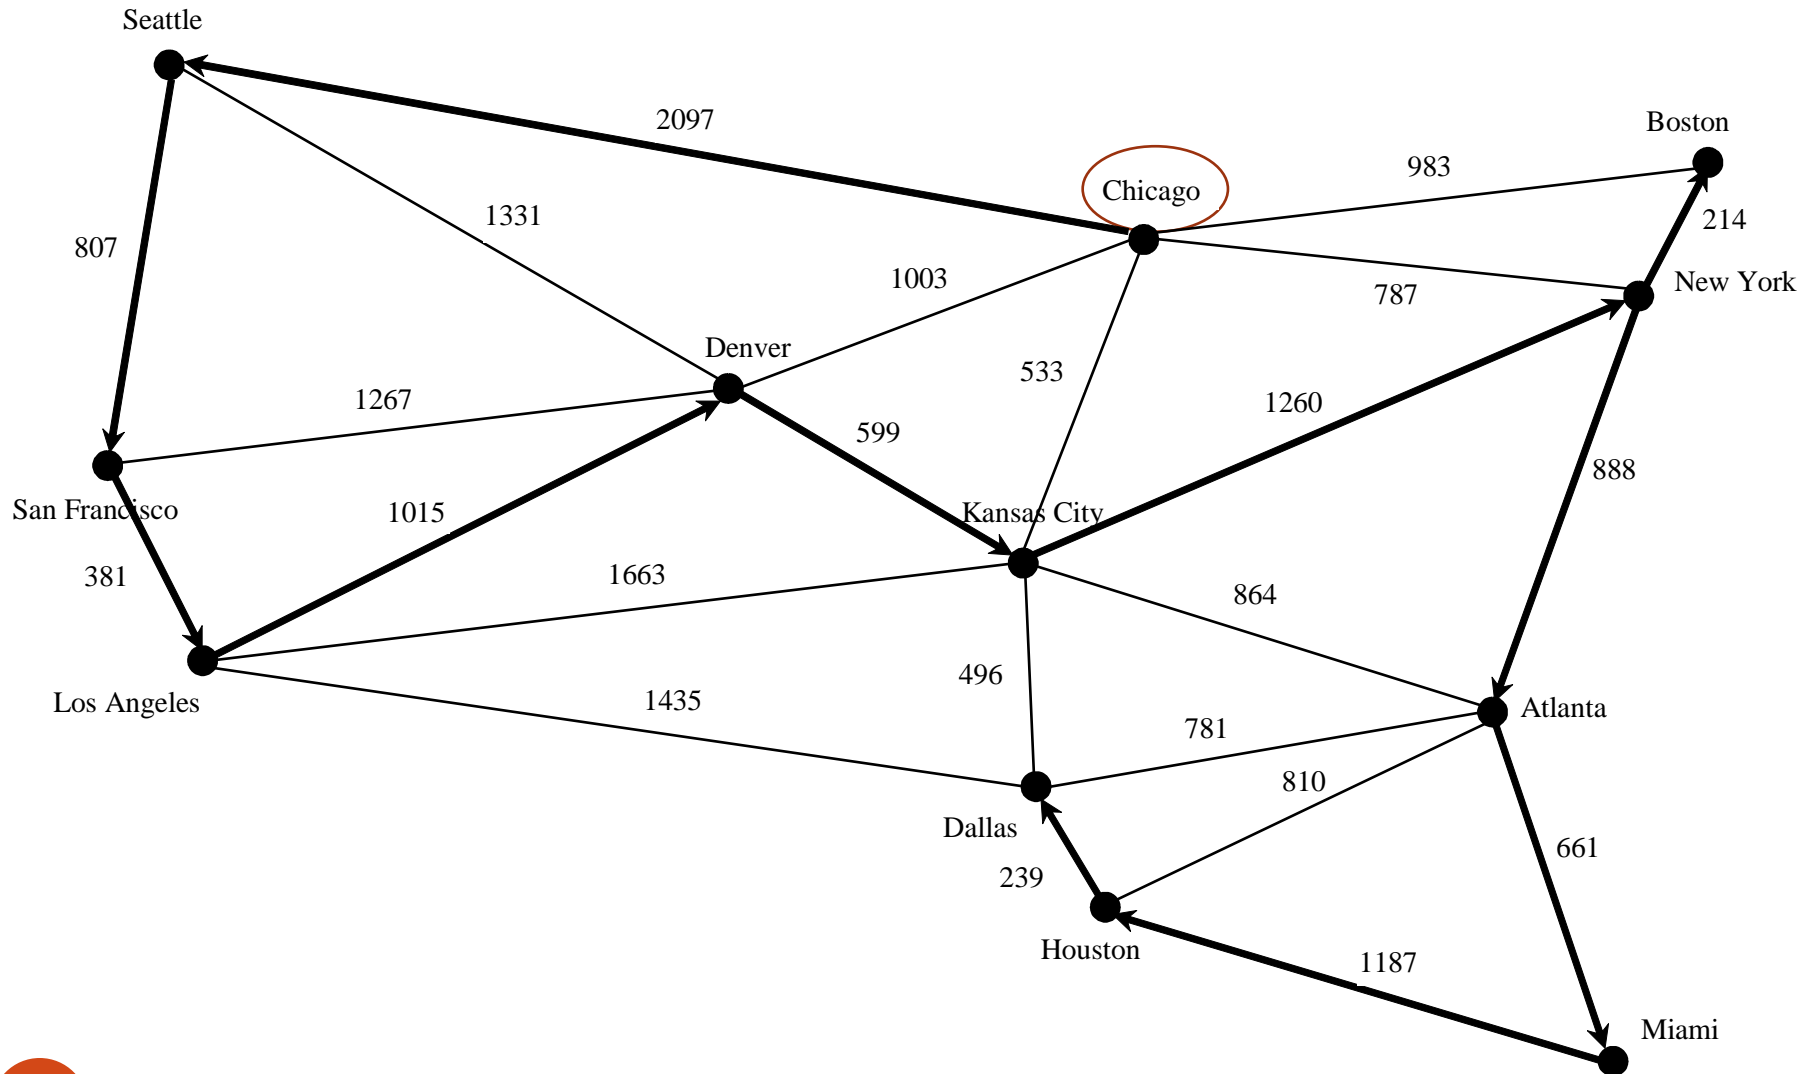 Seattle
2097
Boston
983
Chicago
1331
214
807
1003
New York
787
Denver
533
1267
1260
599
888
San Francisco
1015
Kansas City
381
1663
864
496
Los Angeles
1435
Atlanta
781
810
Dallas
661
239
Houston
1187
Miami